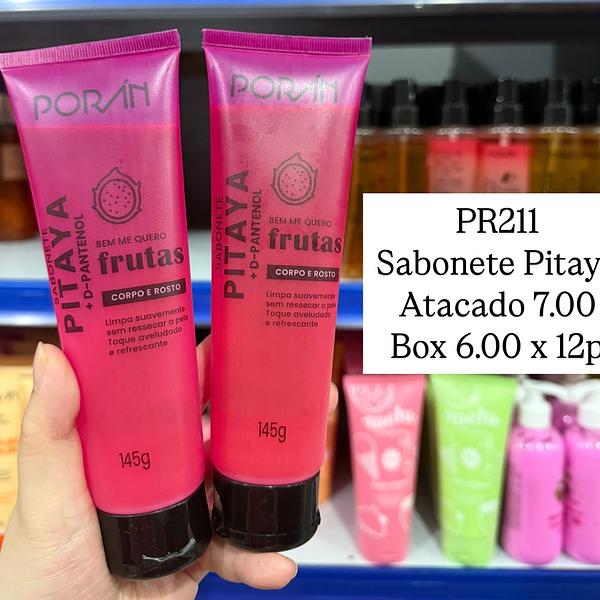 PORÁN
SABONETE
PITAYA
+ D-PANTENOL
BEM ME QUERO
frutas
CORPO E ROSTO
Limpa suavemente
sem ressecar a pele
Toque aveludado
e refrescante
145g
PORÁN
SABONETE
PITAYA
+ D-PANTENOL
BEM ME QUERO
frutas
CORPO E ROSTO
Limpa suavemente
sem ressecar a pele
Toque aveludado
e refrescante
145g
PR211
Sabonete Pitay
Atacado 7.00
Box 6.00 x 12p